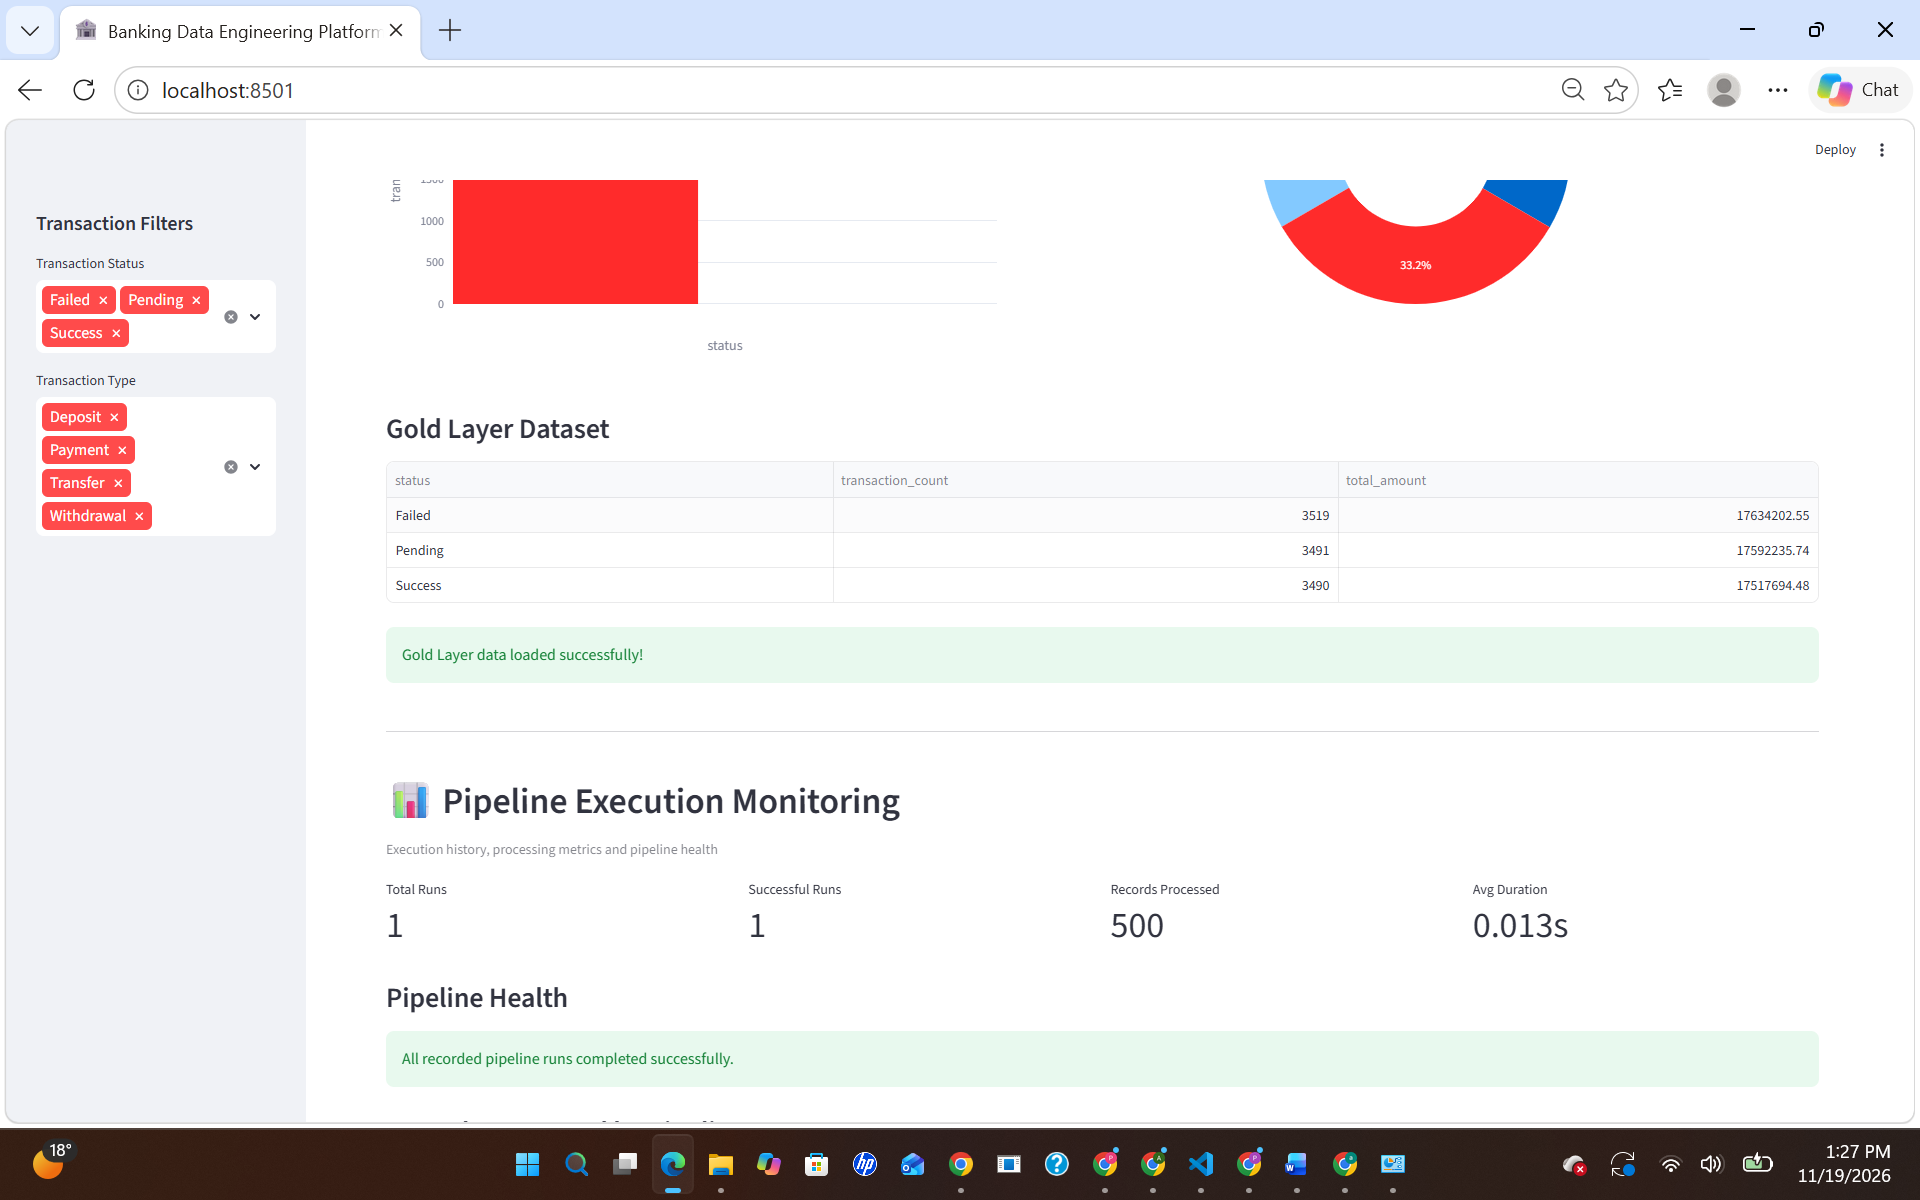 Banking Data Engineering Platform
localhost:8501
Chat
Deploy
Transaction Filters
Transaction Status
Failed
Pending
Success
Transaction Type
Deposit
Payment
Transfer
Withdrawal
tran
1500
1000
500
0
status
33.2%
Gold Layer Dataset
status transaction_count total_amount
Failed 3519 17634202.55
Pending 3491 17592235.74
Success 3490 17517694.48
Gold Layer data loaded successfully!
Pipeline Execution Monitoring
Execution history, processing metrics and pipeline health
Total Runs Successful Runs Records Processed Avg Duration
1 1 500 0.013s
Pipeline Health
All recorded pipeline runs completed successfully.
18°
1:27 PM
11/19/2026